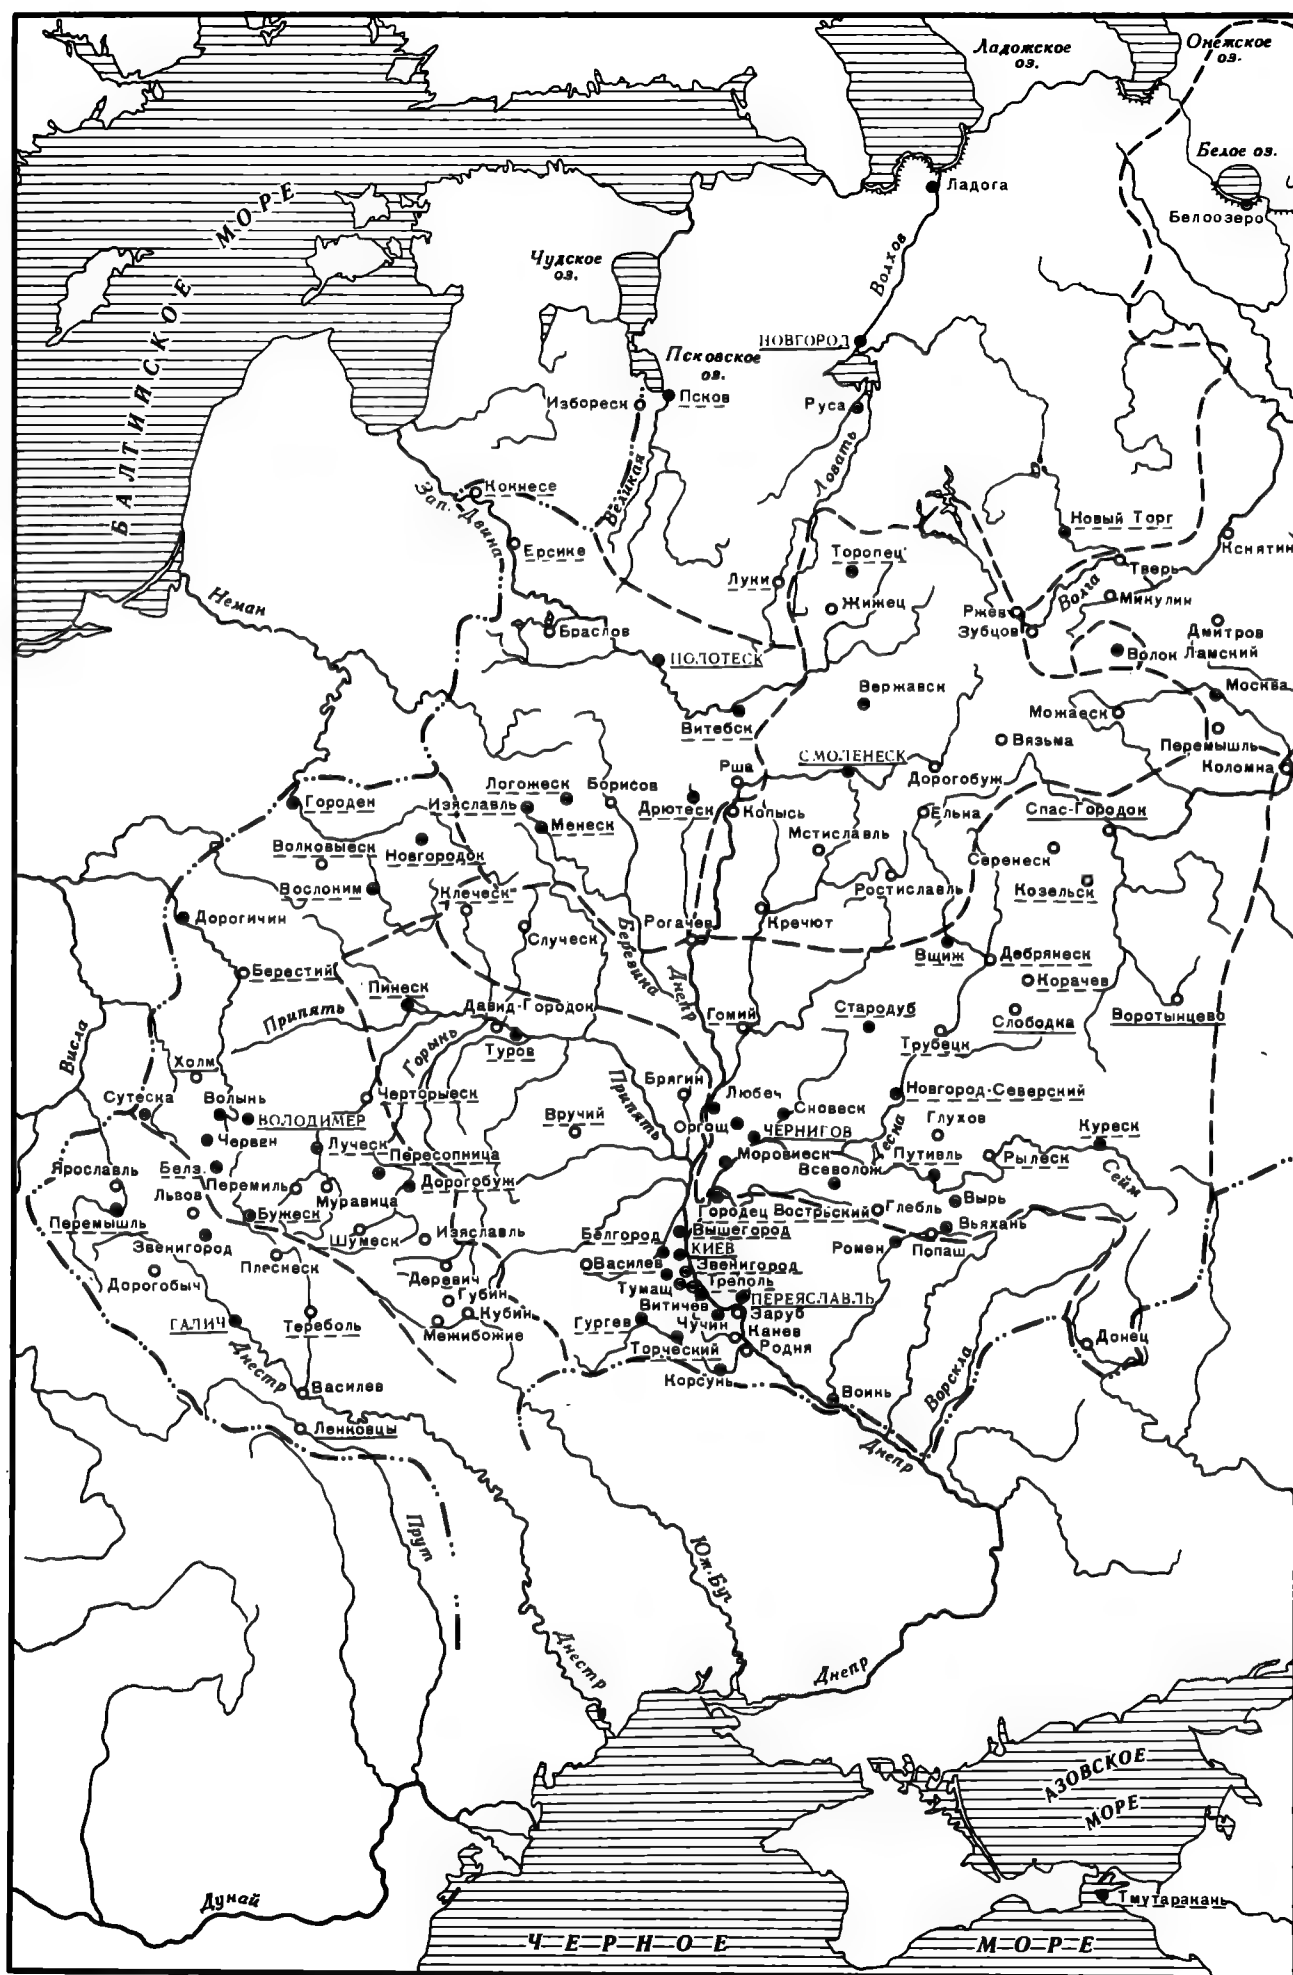 Ладожское
оз.
Онежское
оз.
Белое оз.
Белоозеро
Ладога
БАЛТИЙСКОЕ МОРЕ
Чудское
оз.
Волхов
НОВГОРОД
Псковское
оз.
Избореск
Псков
Руса
Ловать
Великая
Кокнесе
Зап. Двина
Новый Торг
Кснятин
Ерсике
Торопец
Тверь
Волга
Луки
Жижец
Микулин
Неман
Ржев
Зубцов
Дмитров
Браслов
Волок Ламский
ПОЛОТЕСК
Москва
Вержавск
Можаеск
Витебск
Вязьма
Перемышль
СМОЛЕНЕСК
Коломна
Рша
Дорогобуж
Логожеск
Борисов
Городен
Изяславль
Дрютеск
Копысь
Ельна
Спас-Городок
Менеск
Мстиславль
Волковыеск
Новгородок
Серенеск
Вослоним
Клеческ
Ростиславль
Козельск
Дорогичин
Рогачев
Кречют
Случеск
Березина
Вщиж
Дебрянеск
Берестий
Днепр
Корачев
Пинеск
Давид-Городок
Припять
Гомий
Стародуб
Слободка
Воротынцево
Висла
Горынь
Туров
Трубецк
Холм
Брягин
Припять
Любеч
Новгород-Северский
Сутеска
Волынь
Черторыеск
ВОЛОДИМЕР
Вручий
Сновеск
Глухов
Оргощ
ЧЕРНИГОВ
Десна
Куреск
Червен
Луческ
Пересопница
Моровиеск
Путивль
Рылеск
Ярославль
Белз
Всеволож
Сейм
Перемиль
Дорогобуж
Львов
Муравица
Вырь
Городец Вострьский
Глебль
Перемышль
Бужеск
Вышегород
Вьяхань
Звенигород
Шумеск
Изяславль
Белгород
КИЕВ
Ромен
Попаш
Плеснеск
Василев
Звенигород
Дорогобыч
Деревич
Тумащ
Треполь
Губин
Витичев
ПЕРЕЯСЛАВЛЬ
Кубин
Заруб
ГАЛИЧ
Теребoль
Межибожие
Гургев
Чучин
Канев
Донец
Торческий
Родня
Днестр
Корсунь
Ворскла
Василев
Воинь
Ленковцы
Днепр
Прут
Юж. Буг
Днестр
Днепр
АЗОВСКОЕ
МОРЕ
Дунай
Тмутаракань
ЧЕРНОЕ МОРЕ